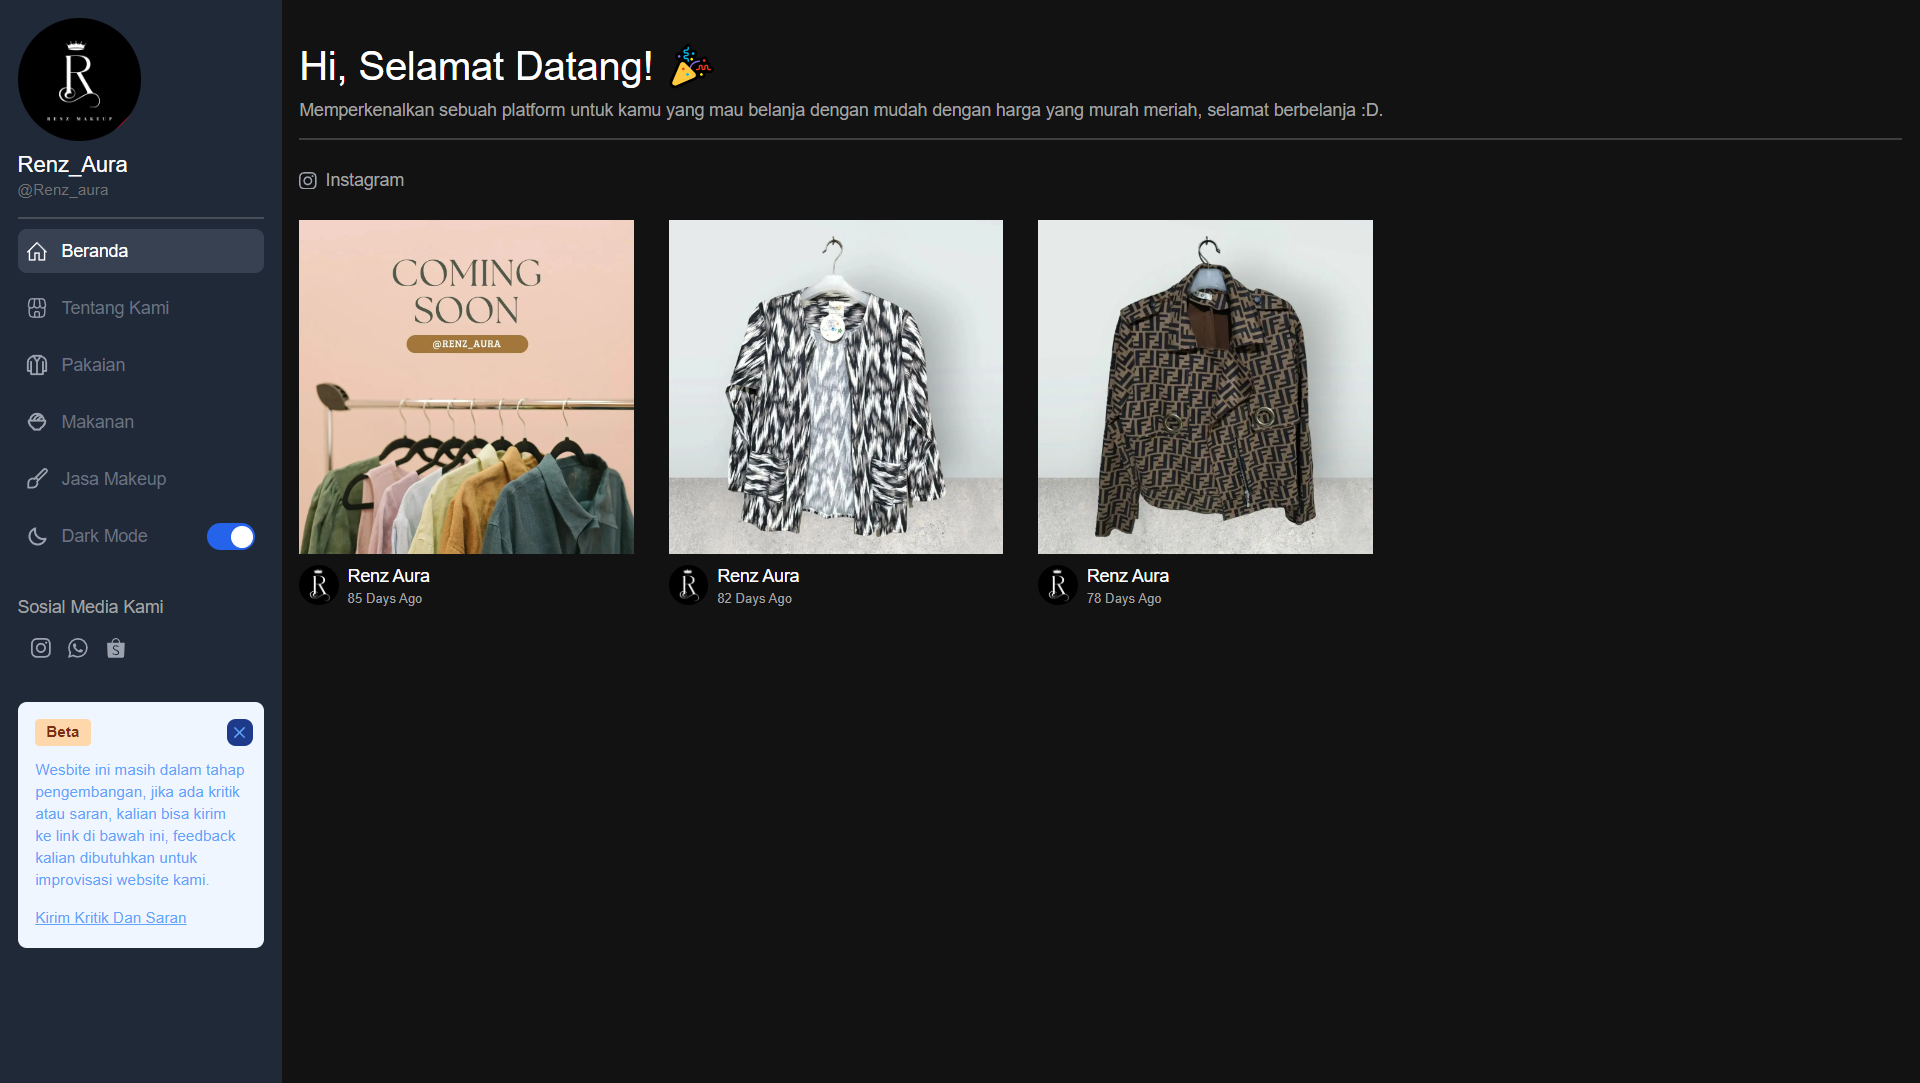 R
RENZ MAKEUP
Renz_Aura
@Renz_aura
Beranda
Tentang Kami
Pakaian
Makanan
Jasa Makeup
Dark Mode
Sosial Media Kami
S
Beta
Wesbite ini masih dalam tahap
pengembangan, jika ada kritik
atau saran, kalian bisa kirim
ke link di bawah ini, feedback
kalian dibutuhkan untuk
improvisasi website kami.
Kirim Kritik Dan Saran
Hi, Selamat Datang!
Memperkenalkan sebuah platform untuk kamu yang mau belanja dengan mudah dengan harga yang murah meriah, selamat berbelanja :D.
Instagram
COMING
SOON
@RENZ_AURA
R
Renz Aura
85 Days Ago
R
Renz Aura
82 Days Ago
R
Renz Aura
78 Days Ago